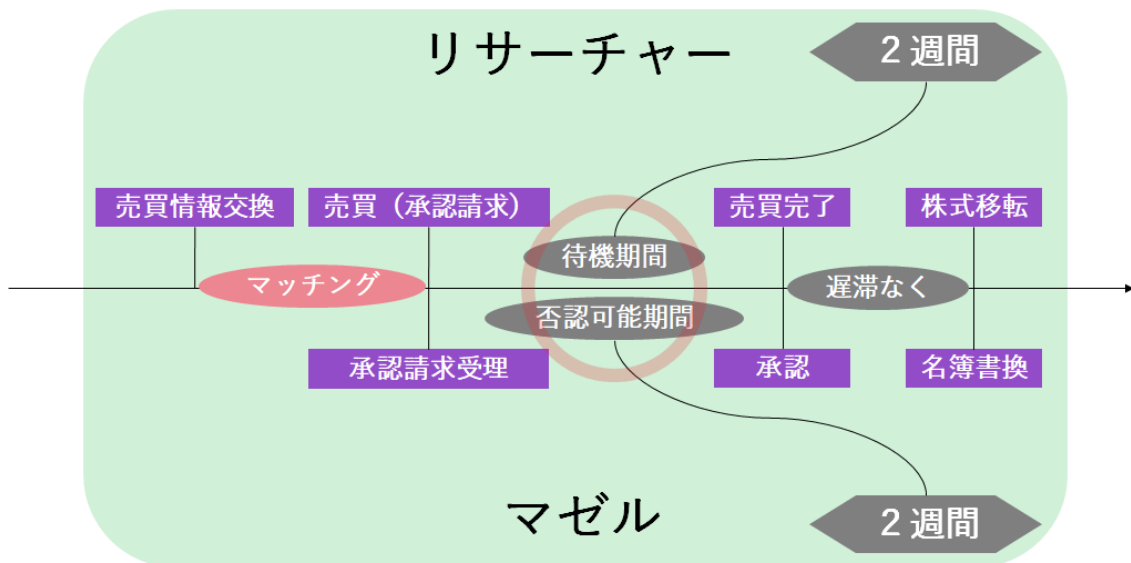 リサーチャー
2週間
売買情報交換
売買（承認請求）
売買完了
株式移転
待機期間
マッチング
遅滞なく
否認可能期間
承認請求受理
承認
名簿書換
マゼル
2週間